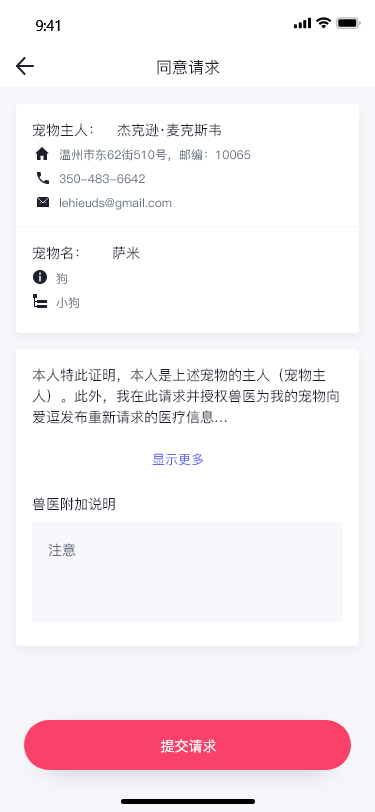 9:41
同意请求
宠物主人： 杰克逊·麦克斯韦
温州市东62街510号，邮编：10065
350-483-6642
lehieuds@gmail.com
宠物名： 萨米
狗
小狗
本人特此证明，本人是上述宠物的主人（宠物主
人）。此外，我在此请求并授权兽医为我的宠物向
爱逗发布重新请求的医疗信息...
显示更多
兽医附加说明
注意
提交请求